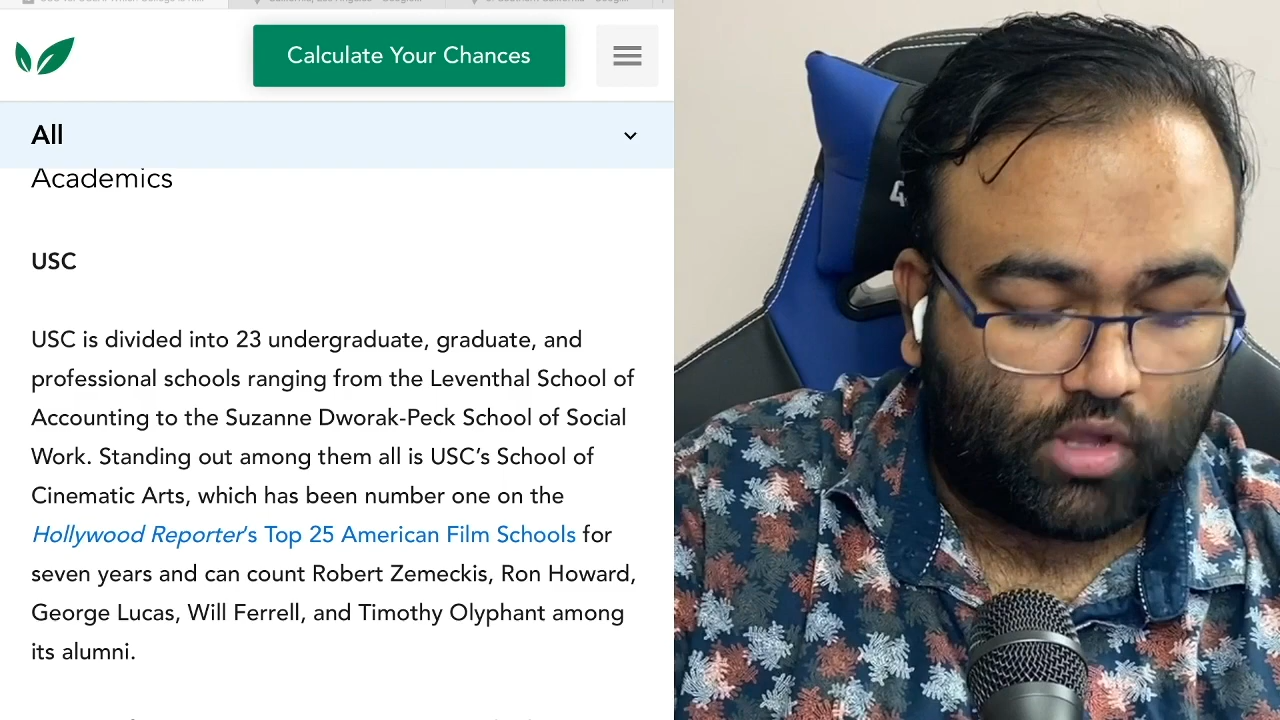 Calculate Your Chances
All
Academics
USC
USC is divided into 23 undergraduate, graduate, and
professional schools ranging from the Leventhal School of
Accounting to the Suzanne Dworak-Peck School of Social
Work. Standing out among them all is USC’s School of
Cinematic Arts, which has been number one on the
Hollywood Reporter’s Top 25 American Film Schools for
seven years and can count Robert Zemeckis, Ron Howard,
George Lucas, Will Ferrell, and Timothy Olyphant among
its alumni.